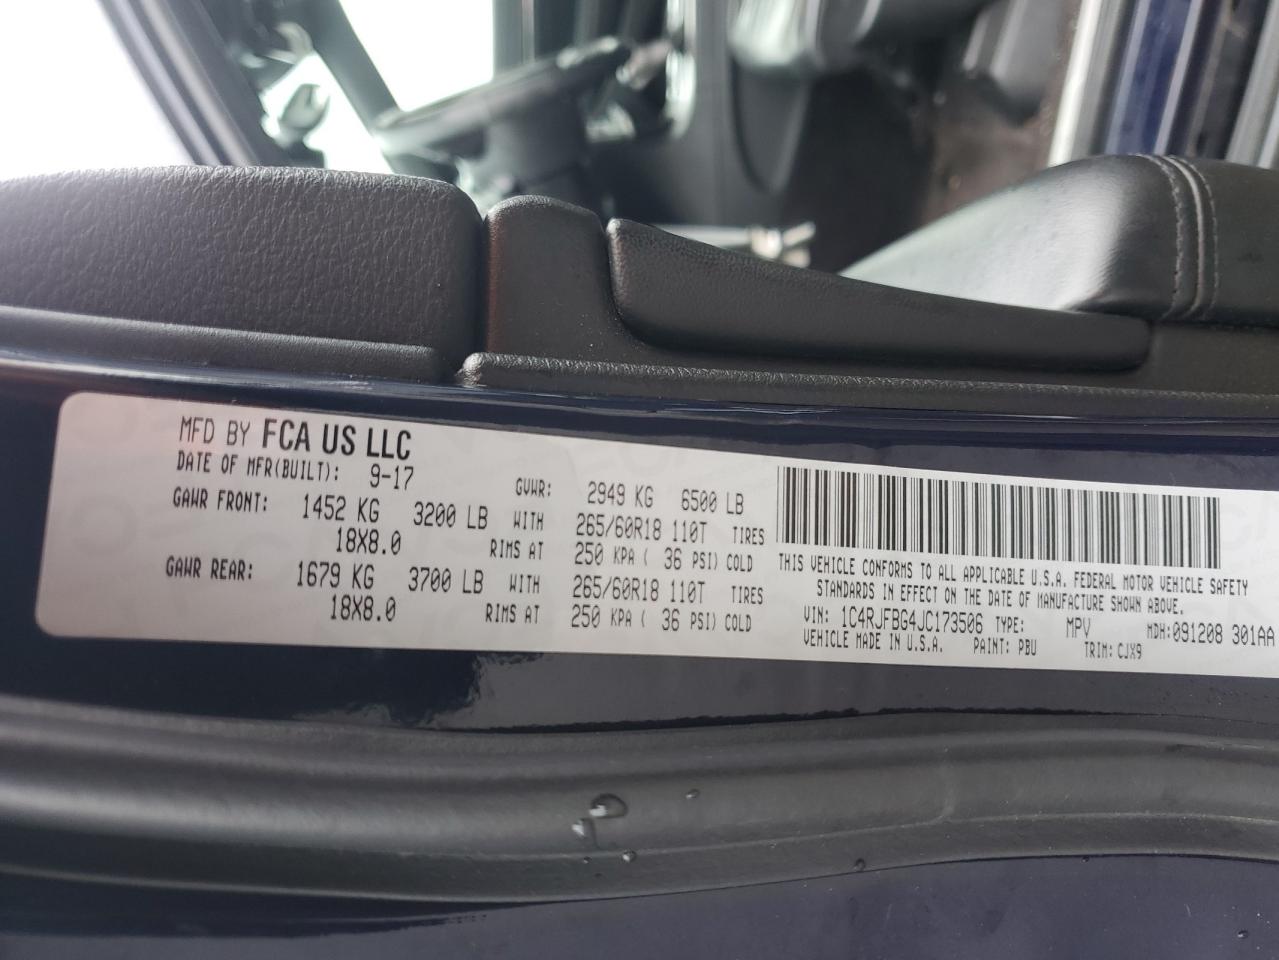 MFD BY FCA US LLC
DATE OF MFR(BUILT): 9-17 GVWR: 2949 KG 6500 LB
GAWR FRONT: 1452 KG 3200 LB WITH 265/60R18 110T TIRES
18X8.0 RIMS AT 250 KPA ( 36 PSI) COLD
GAWR REAR: 1679 KG 3700 LB WITH 265/60R18 110T TIRES
18X8.0 RIMS AT 250 KPA ( 36 PSI) COLD
THIS VEHICLE CONFORMS TO ALL APPLICABLE U.S.A. FEDERAL MOTOR VEHICLE SAFETY
STANDARDS IN EFFECT ON THE DATE OF MANUFACTURE SHOWN ABOVE.
VIN: 1C4RJFBG4JC173506 TYPE: MPV MDH:091208 301AA
VEHICLE MADE IN U.S.A. PAINT: PBU TRIM: CJX9